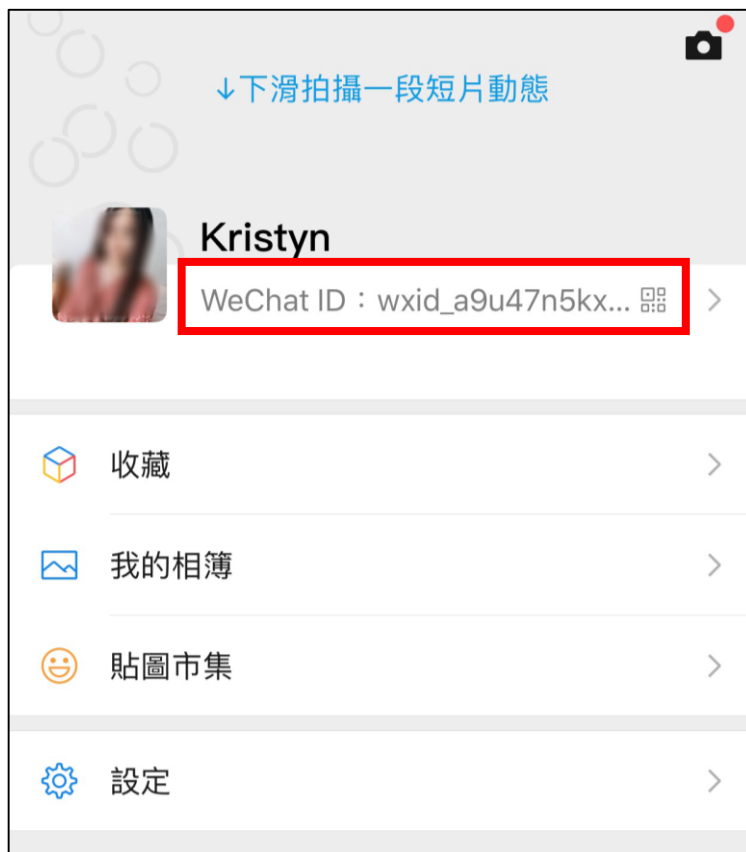 ↓下滑拍攝一段短片動態
Kristyn
WeChat ID：wxid_a9u47n5kx...
收藏
我的相簿
貼圖市集
設定